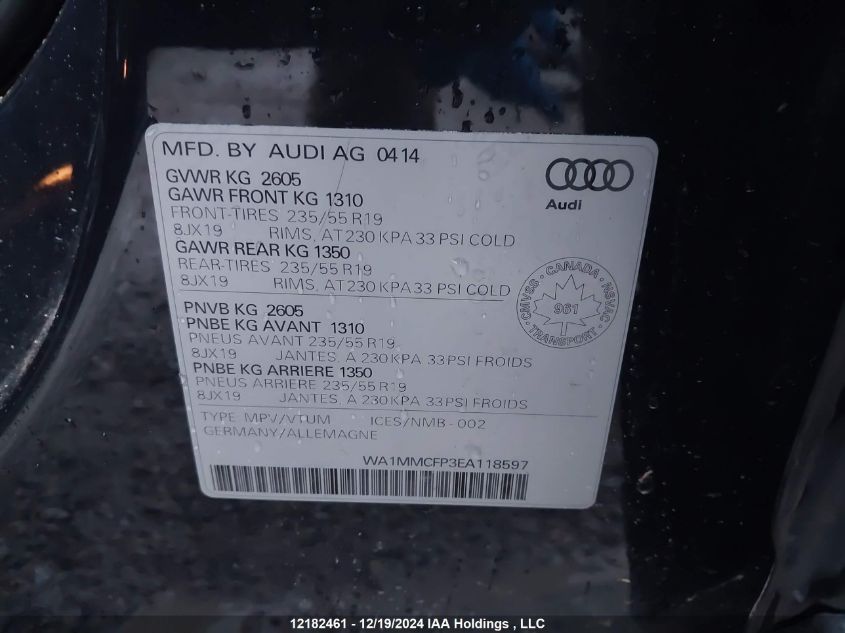 MFD. BY AUDI AG 0414
GVWR KG 2605
GAWR FRONT KG 1310
FRONT-TIRES 235/55 R19
8JX19 RIMS, AT 230 KPA 33 PSI COLD
GAWR REAR KG 1350
REAR-TIRES 235/55 R19
8JX19 RIMS, AT 230 KPA 33 PSI COLD
Audi
CANADA
CMVSS NSVAC
961
TRANSPORT
PNVB KG 2605
PNBE KG AVANT 1310
PNEUS AVANT 235/55 R19
8JX19 JANTES, A 230 KPA 33 PSI FROIDS
PNBE KG ARRIERE 1350
PNEUS ARRIERE 235/55 R19
8JX19 JANTES, A 230 KPA 33 PSI FROIDS
TYPE MPV/VTUM ICES/NMB-002
GERMANY/ALLEMAGNE
WA1MMCFP3EA118597
12182461 - 12/19/2024 IAA Holdings , LLC